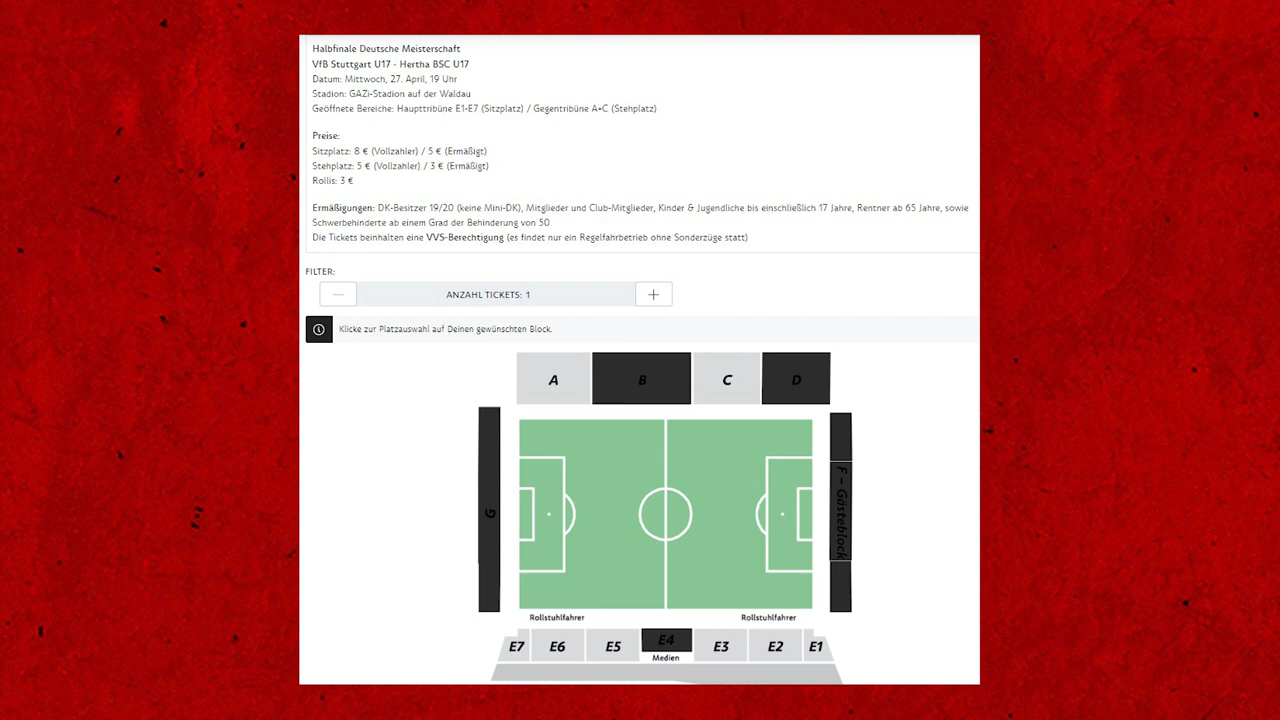 Halbfinale Deutsche Meisterschaft
VfB Stuttgart U17 - Hertha BSC U17
Datum: Mittwoch, 27. April, 19 Uhr
Stadion: GAZi-Stadion auf der Waldau
Geöffnete Bereiche: Haupttribüne E1-E7 (Sitzplatz) / Gegentribüne A+C (Stehplatz)
Preise:
Sitzplatz: 8 € (Vollzahler) / 5 € (Ermäßigt)
Stehplatz: 5 € (Vollzahler) / 3 € (Ermäßigt)
Rollis: 3 €
Ermäßigungen: DK-Besitzer 19/20 (keine Mini-DK), Mitglieder und Club-Mitglieder, Kinder & Jugendliche bis einschließlich 17 Jahre, Rentner ab 65 Jahre, sowie
Schwerbehinderte ab einem Grad der Behinderung von 50
Die Tickets beinhalten eine VVS-Berechtigung (es findet nur ein Regelfahrbetrieb ohne Sonderzüge statt)
FILTER:
— ANZAHL TICKETS: 1 +
Klicke zur Platzauswahl auf Deinen gewünschten Block.
A B C D
G
F - Gästeblock
Rollstuhlfahrer Rollstuhlfahrer
E7 E6 E5 E4 E3 E2 E1
Medien